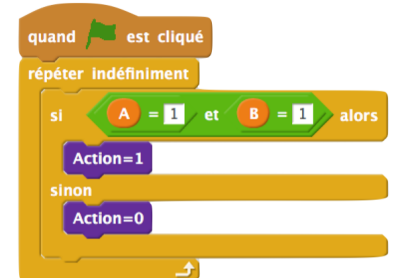 quand est cliqué
répéter indéfiniment
si A = 1 et B = 1 alors
Action=1
sinon
Action=0